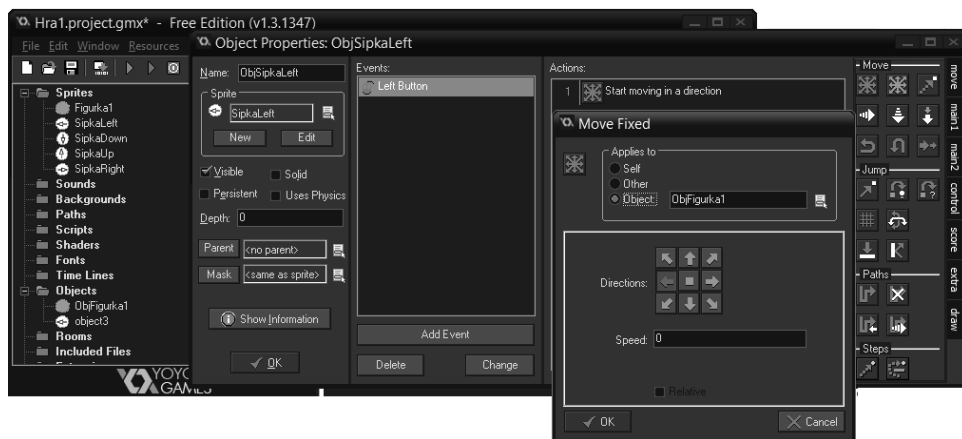 Hra1.project.gmx* - Free Edition (v1.3.1347)
File Edit Window Resources
Sprites
Figurka1
SipkaLeft
SipkaDown
SipkaUp
SipkaRight
Sounds
Backgrounds
Paths
Scripts
Shaders
Fonts
Time Lines
Objects
ObjFigurka1
object3
Rooms
Included Files
YOYO
GAMES
Object Properties: ObjSipkaLeft
Name: ObjSipkaLeft
Sprite
SipkaLeft
New Edit
Visible Solid
Persistent Uses Physics
Depth: 0
Parent <no parent>
Mask <same as sprite>
Show Information
OK
Events:
Left Button
Add Event
Delete Change
Actions:
1 Start moving in a direction
Move Fixed
Applies to
Self
Other
Object: ObjFigurka1
Directions:
Speed: 0
Relative
OK Cancel
Move
Jump
Paths
Steps
move
main1
main2
control
score
extra
draw